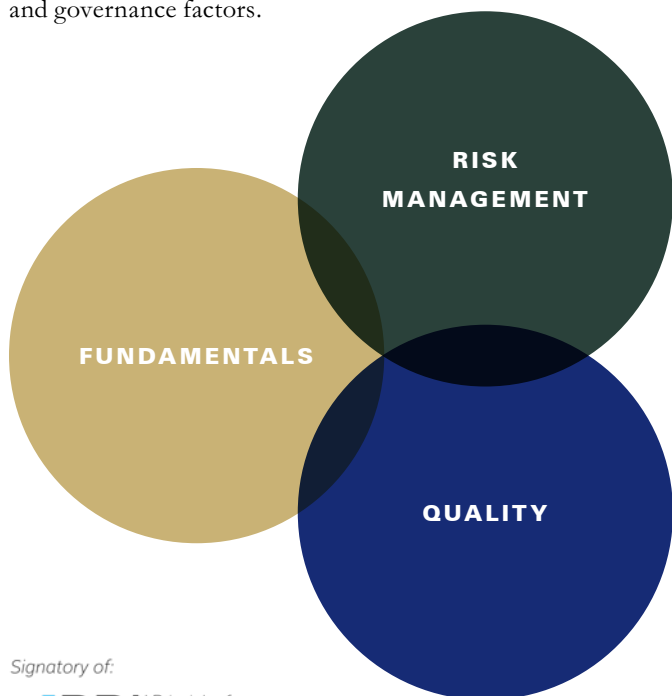 and governance factors.
RISK
MANAGEMENT
FUNDAMENTALS
QUALITY
Signatory of: